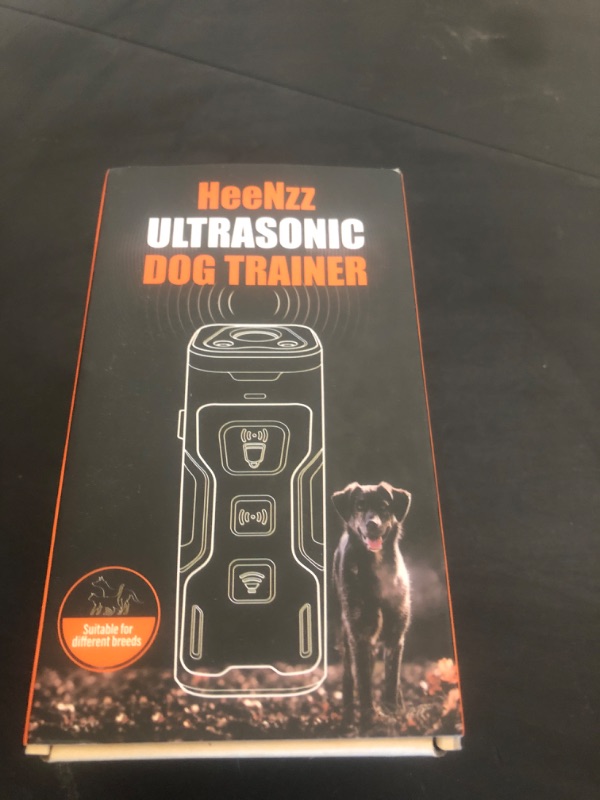 HeeNzz
ULTRASONIC
DOG TRAINER
Suitable for
different breeds